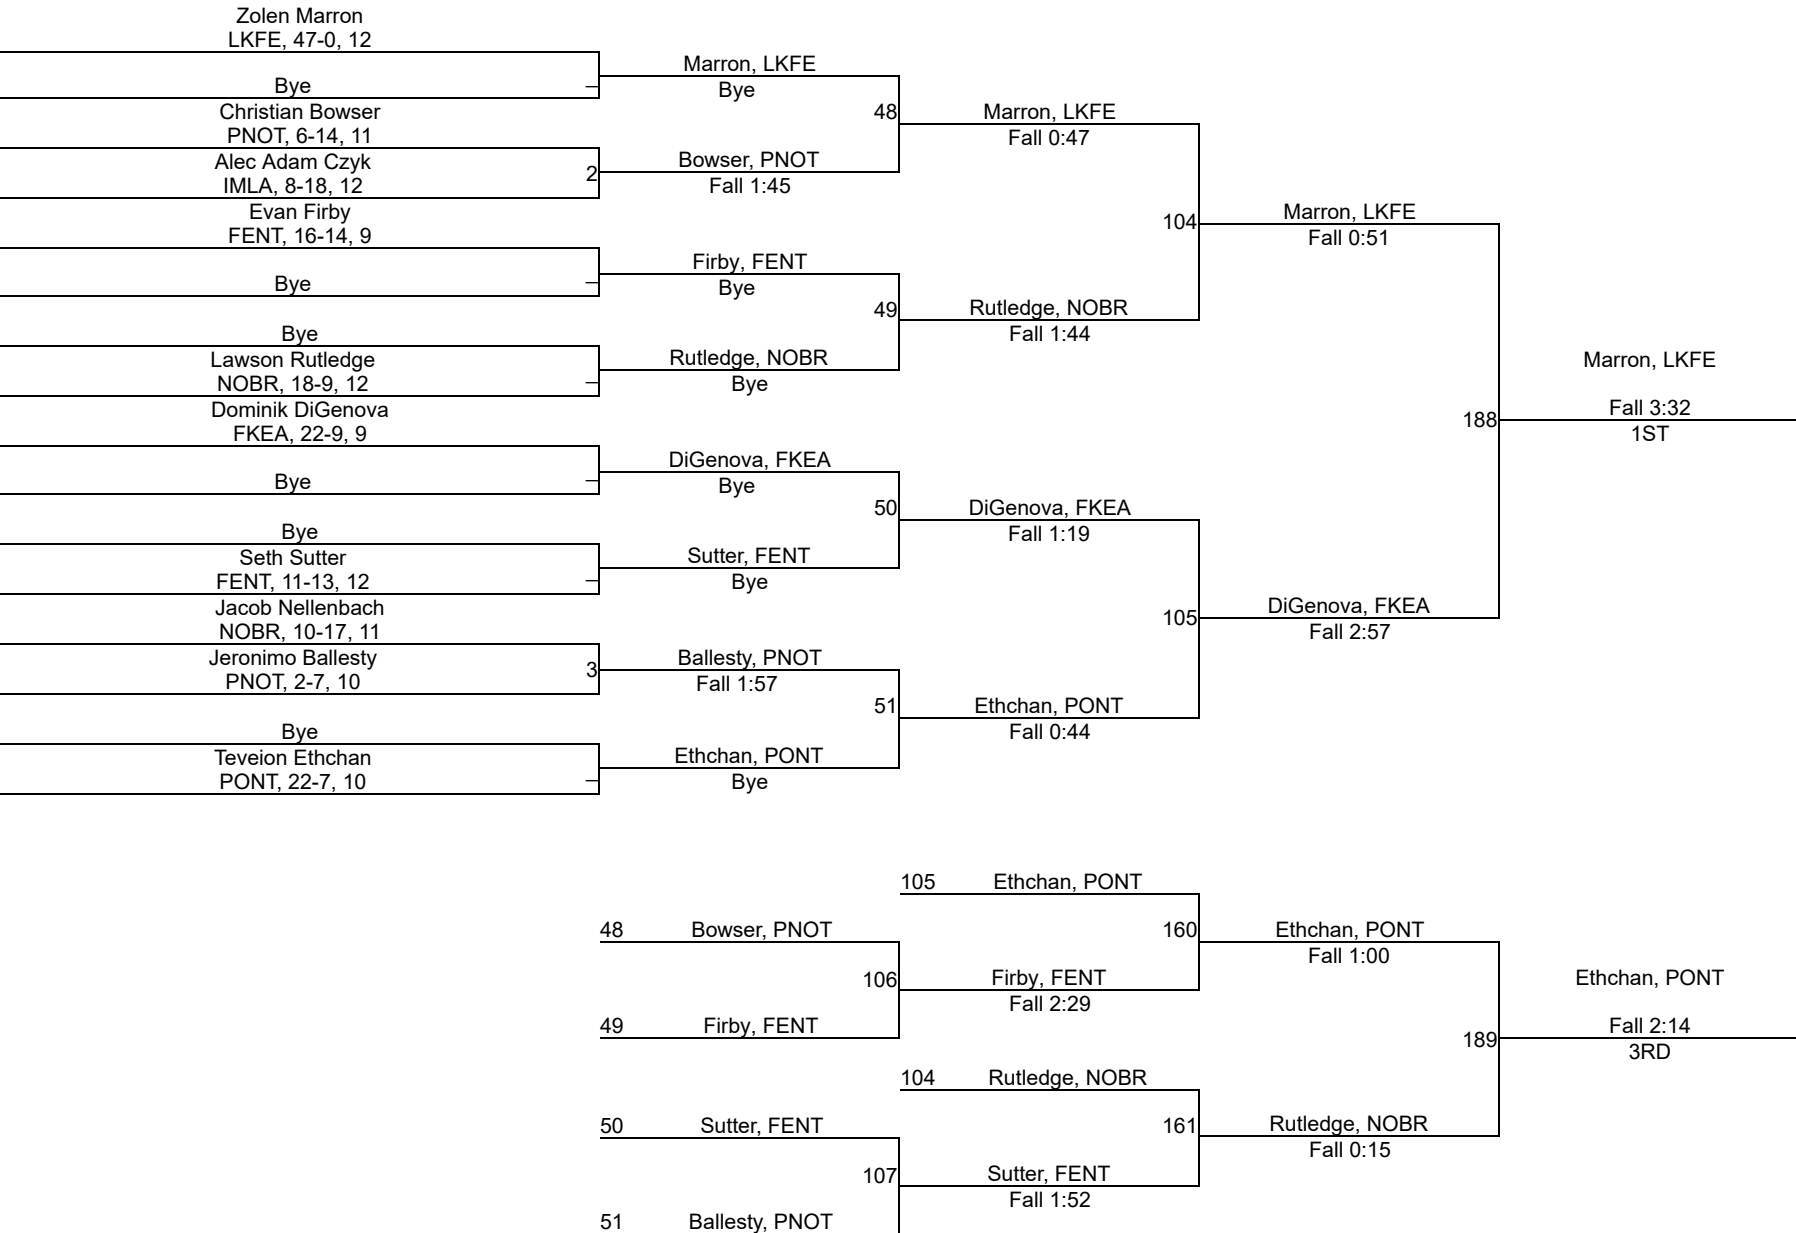 Zolen Marron
LKFE, 47-0, 12
Bye
Christian Bowser
PNOT, 6-14, 11
Alec Adam Czyk
IMLA, 8-18, 12
2
Evan Firby
FENT, 16-14, 9
Bye
Bye
Lawson Rutledge
NOBR, 18-9, 12
Dominik DiGenova
FKEA, 22-9, 9
Bye
Bye
Seth Sutter
FENT, 11-13, 12
Jacob Nellenbach
NOBR, 10-17, 11
Jeronimo Ballesty
PNOT, 2-7, 10
3
Bye
Teveion Ethchan
PONT, 22-7, 10
Marron, LKFE
Bye
48
Bowser, PNOT
Fall 1:45
Firby, FENT
Bye
49
Rutledge, NOBR
Bye
DiGenova, FKEA
Bye
50
Sutter, FENT
Bye
Ballesty, PNOT
Fall 1:57
51
Ethchan, PONT
Bye
Marron, LKFE
Fall 0:47
104
Rutledge, NOBR
Fall 1:44
DiGenova, FKEA
Fall 1:19
105
Ethchan, PONT
Fall 0:44
Marron, LKFE
Fall 0:51
188
DiGenova, FKEA
Fall 2:57
Marron, LKFE
Fall 3:32
1ST
105 Ethchan, PONT
48 Bowser, PNOT
160
106
Firby, FENT
Fall 2:29
49 Firby, FENT
Ethchan, PONT
Fall 1:00
104 Rutledge, NOBR
50 Sutter, FENT
161
107
Sutter, FENT
Fall 1:52
51 Ballesty, PNOT
Rutledge, NOBR
Fall 0:15
189
Ethchan, PONT
Fall 2:14
3RD